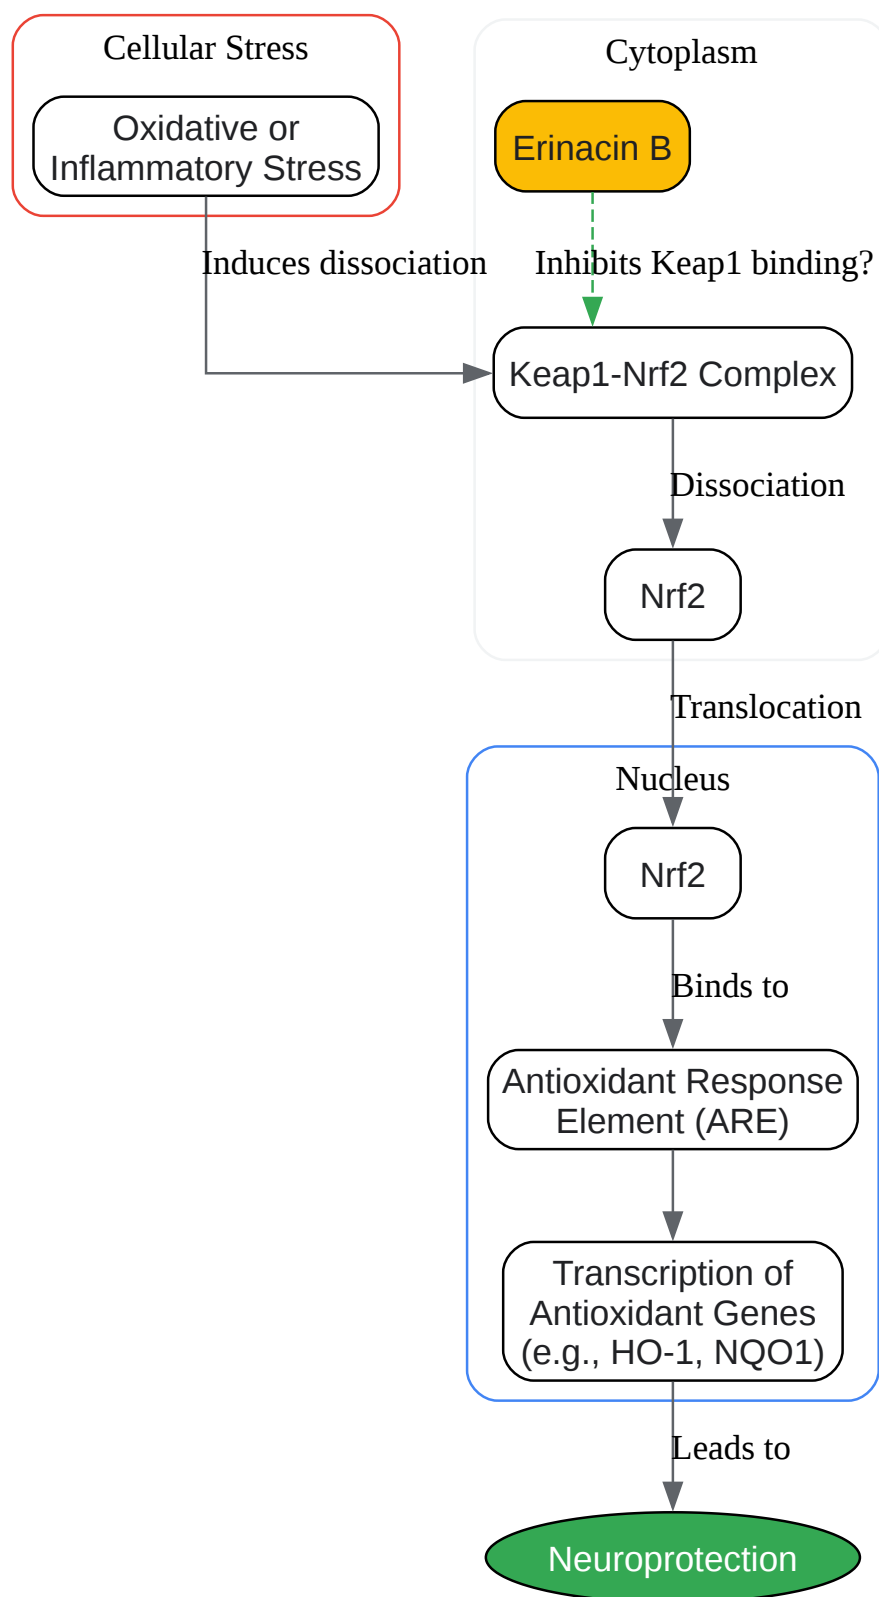 Cellular Stress
Oxidative or
Inflammatory Stress
Cytoplasm
Erinacin B
Induces dissociation
Inhibits Keap1 binding?
Keap1-Nrf2 Complex
Dissociation
Nrf2
Translocation
Nucleus
Nrf2
Binds to
Antioxidant Response
Element (ARE)
Transcription of
Antioxidant Genes
(e.g., HO-1, NQO1)
Leads to
Neuroprotection